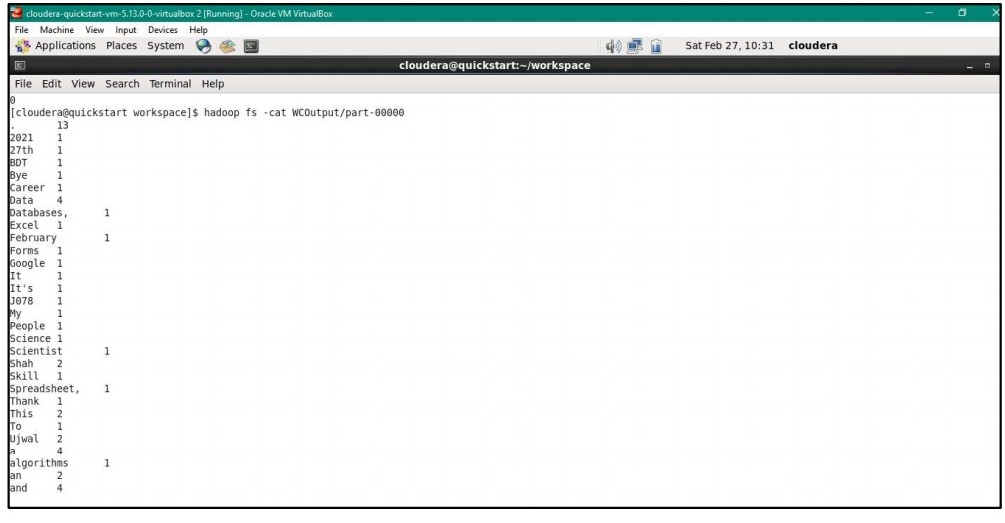 cloudera-quickstart-vm-5.13.0-0-virtualbox 2 [Running] - Oracle VM VirtualBox
File Machine View Input Devices Help
Applications Places System Sat Feb 27, 10:31 cloudera
cloudera@quickstart:~/workspace
File Edit View Search Terminal Help
0
[cloudera@quickstart workspace]$ hadoop fs -cat WCOutput/part-00000
. 13
2021 1
27th 1
BDT 1
Bye 1
Career 1
Data 4
Databases, 1
Excel 1
February 1
Forms 1
Google 1
It 1
It's 1
J078 1
My 1
People 1
Science 1
Scientist 1
Shah 2
Skill 1
Spreadsheet, 1
Thank 1
This 2
To 1
Ujwal 2
a 4
algorithms 1
an 2
and 4